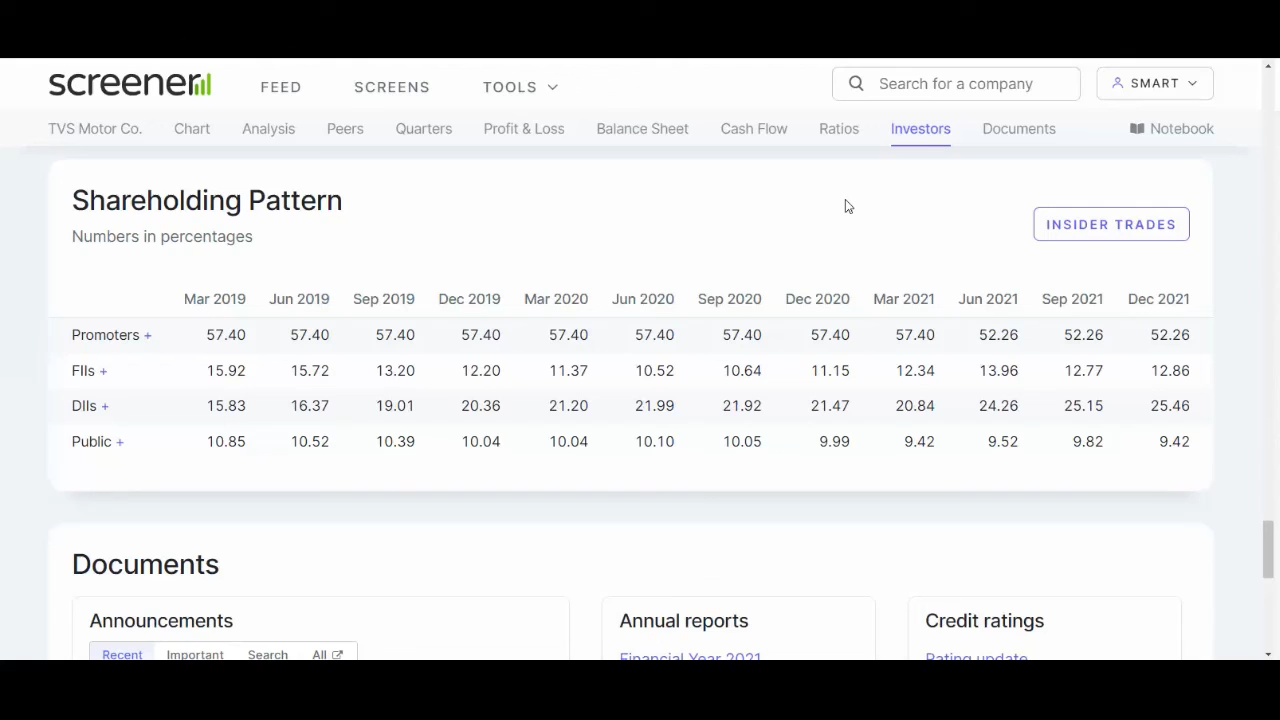 screener FEED SCREENS TOOLS Search for a company SMART
TVS Motor Co. Chart Analysis Peers Quarters Profit & Loss Balance Sheet Cash Flow Ratios Investors Documents Notebook
Shareholding Pattern
Numbers in percentages
INSIDER TRADES
Mar 2019 Jun 2019 Sep 2019 Dec 2019 Mar 2020 Jun 2020 Sep 2020 Dec 2020 Mar 2021 Jun 2021 Sep 2021 Dec 2021
Promoters + 57.40 57.40 57.40 57.40 57.40 57.40 57.40 57.40 57.40 52.26 52.26 52.26
FIIs + 15.92 15.72 13.20 12.20 11.37 10.52 10.64 11.15 12.34 13.96 12.77 12.86
DIIs + 15.83 16.37 19.01 20.36 21.20 21.99 21.92 21.47 20.84 24.26 25.15 25.46
Public + 10.85 10.52 10.39 10.04 10.04 10.10 10.05 9.99 9.42 9.52 9.82 9.42
Documents
Announcements Annual reports Credit ratings
Recent Important Search All Financial Year 2021 Rating update